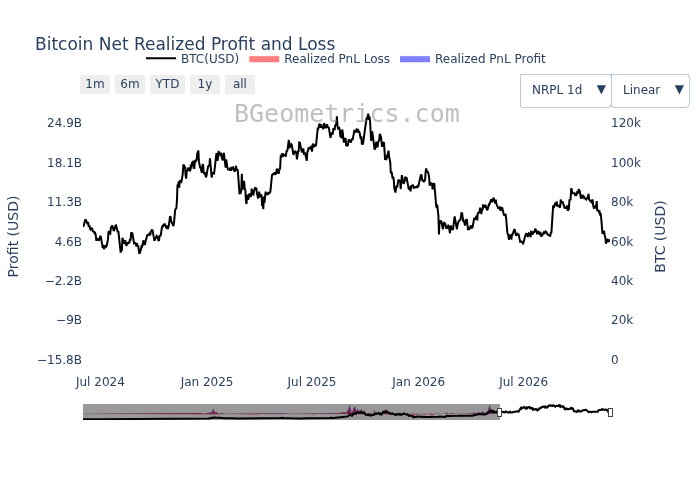 Bitcoin Net Realized Profit and Loss
BTC(USD) Realized PnL Loss Realized PnL Profit
1m 6m YTD 1y all
NRPL 1d ▼ Linear ▼
BGeometrics.com
24.9B
18.1B
11.3B
4.6B
−2.2B
−9B
−15.8B
Profit (USD)
120k
100k
80k
60k
40k
20k
0
BTC (USD)
Jul 2024 Jan 2025 Jul 2025 Jan 2026 Jul 2026